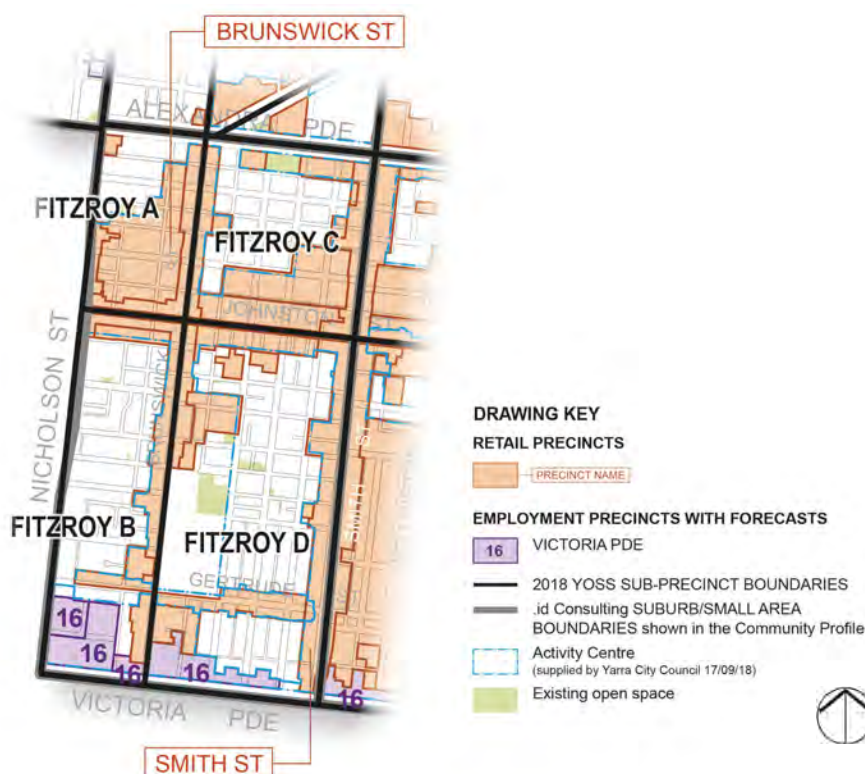 BRUNSWICK ST
ALEXANDRA PDE
FITZROY A
FITZROY C
JOHNSTON ST
NICHOLSON ST
BRUNSWICK
SMITH ST
FITZROY B
FITZROY D
GERTRUDE ST
16
16
16
16
16
VICTORIA PDE
SMITH ST
DRAWING KEY
RETAIL PRECINCTS
PRECINCT NAME
EMPLOYMENT PRECINCTS WITH FORECASTS
16 VICTORIA PDE
2018 YOSS SUB-PRECINCT BOUNDARIES
.id Consulting SUBURB/SMALL AREA
BOUNDARIES shown in the Community Profile
Activity Centre
(supplied by Yarra City Council 17/09/18)
Existing open space